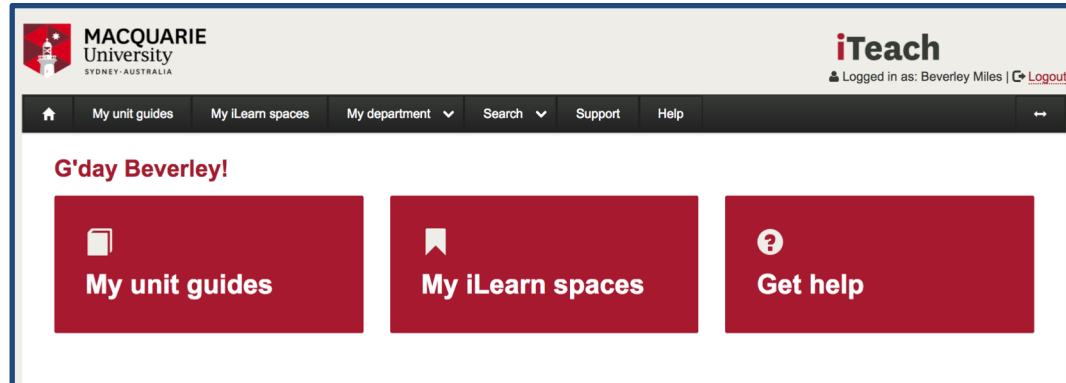 MACQUARIE
University
SYDNEY·AUSTRALIA
iTeach
Logged in as: Beverley Miles | Logout
My unit guides My iLearn spaces My department Search Support Help
G'day Beverley!
My unit guides My iLearn spaces Get help